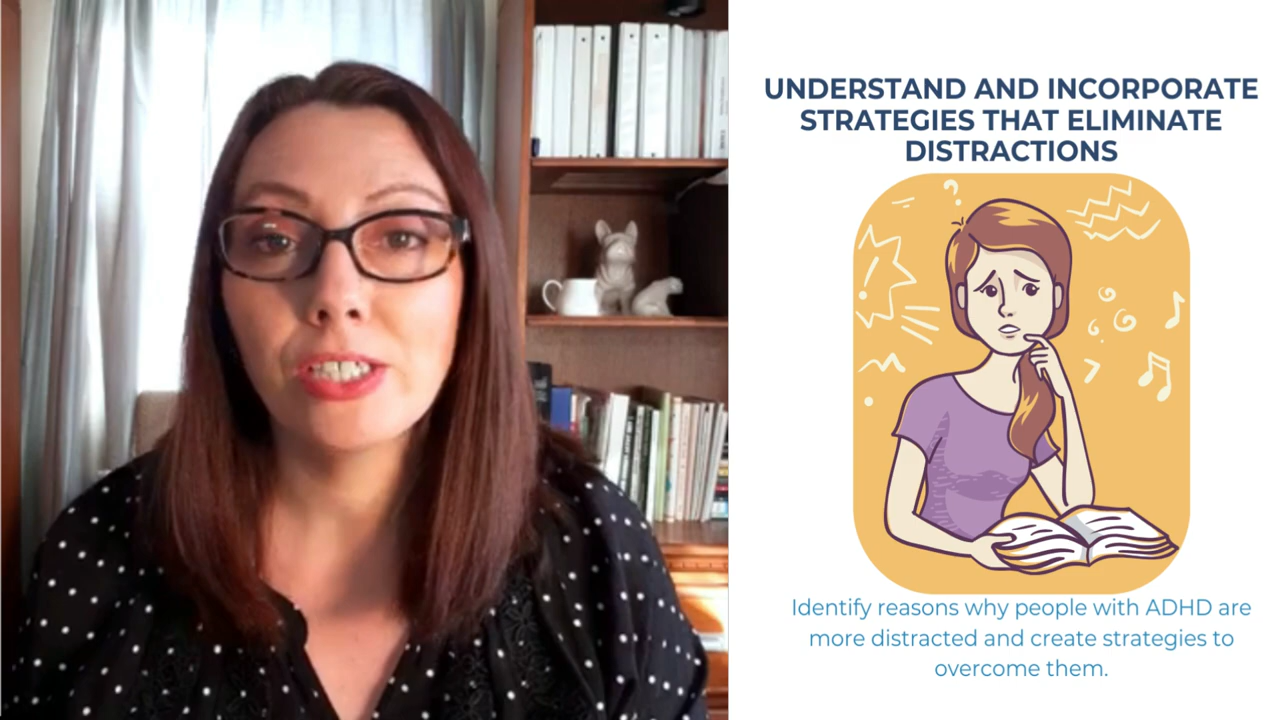 UNDERSTAND AND INCORPORATE
STRATEGIES THAT ELIMINATE
DISTRACTIONS
Identify reasons why people with ADHD are
more distracted and create strategies to
overcome them.